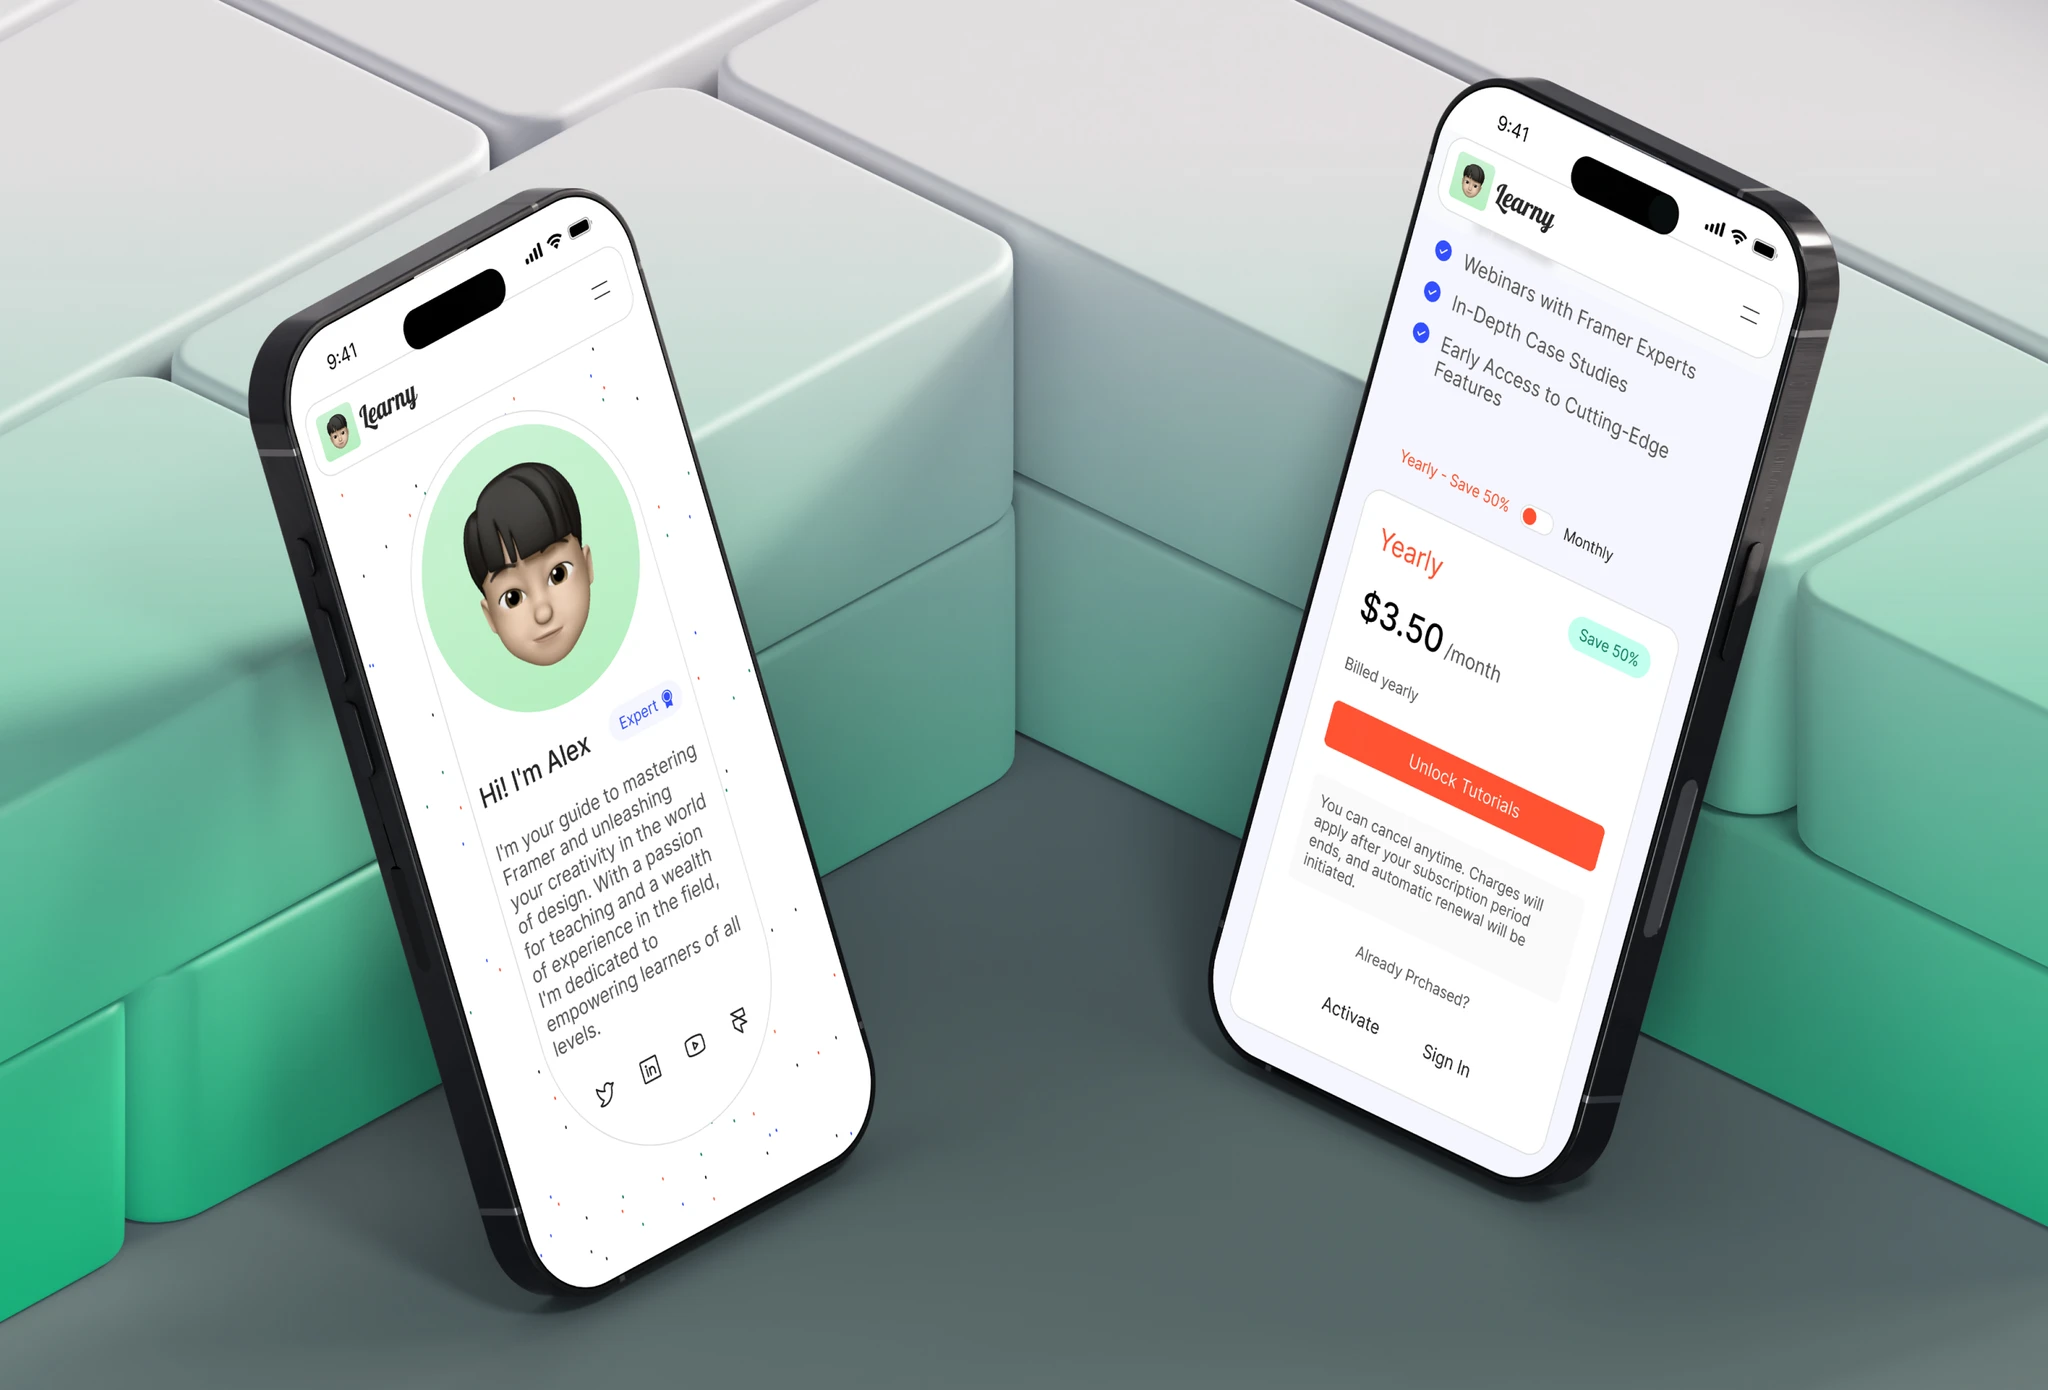 9:41
Learny
Expert
Hi! I'm Alex
I'm your guide to mastering
Framer and unleashing
your creativity in the world
of design. With a passion
for teaching and a wealth
of experience in the field,
I'm dedicated to
empowering learners of all
levels.
in
9:41
Learny
Webinars with Framer Experts
In-Depth Case Studies
Early Access to Cutting-Edge
Features
Yearly - Save 50%
Monthly
Yearly
$3.50 /month
Save 50%
Billed yearly
Unlock Tutorials
You can cancel anytime. Charges will
apply after your subscription period
ends, and automatic renewal will be
initiated.
Already Prchased?
Activate
Sign In